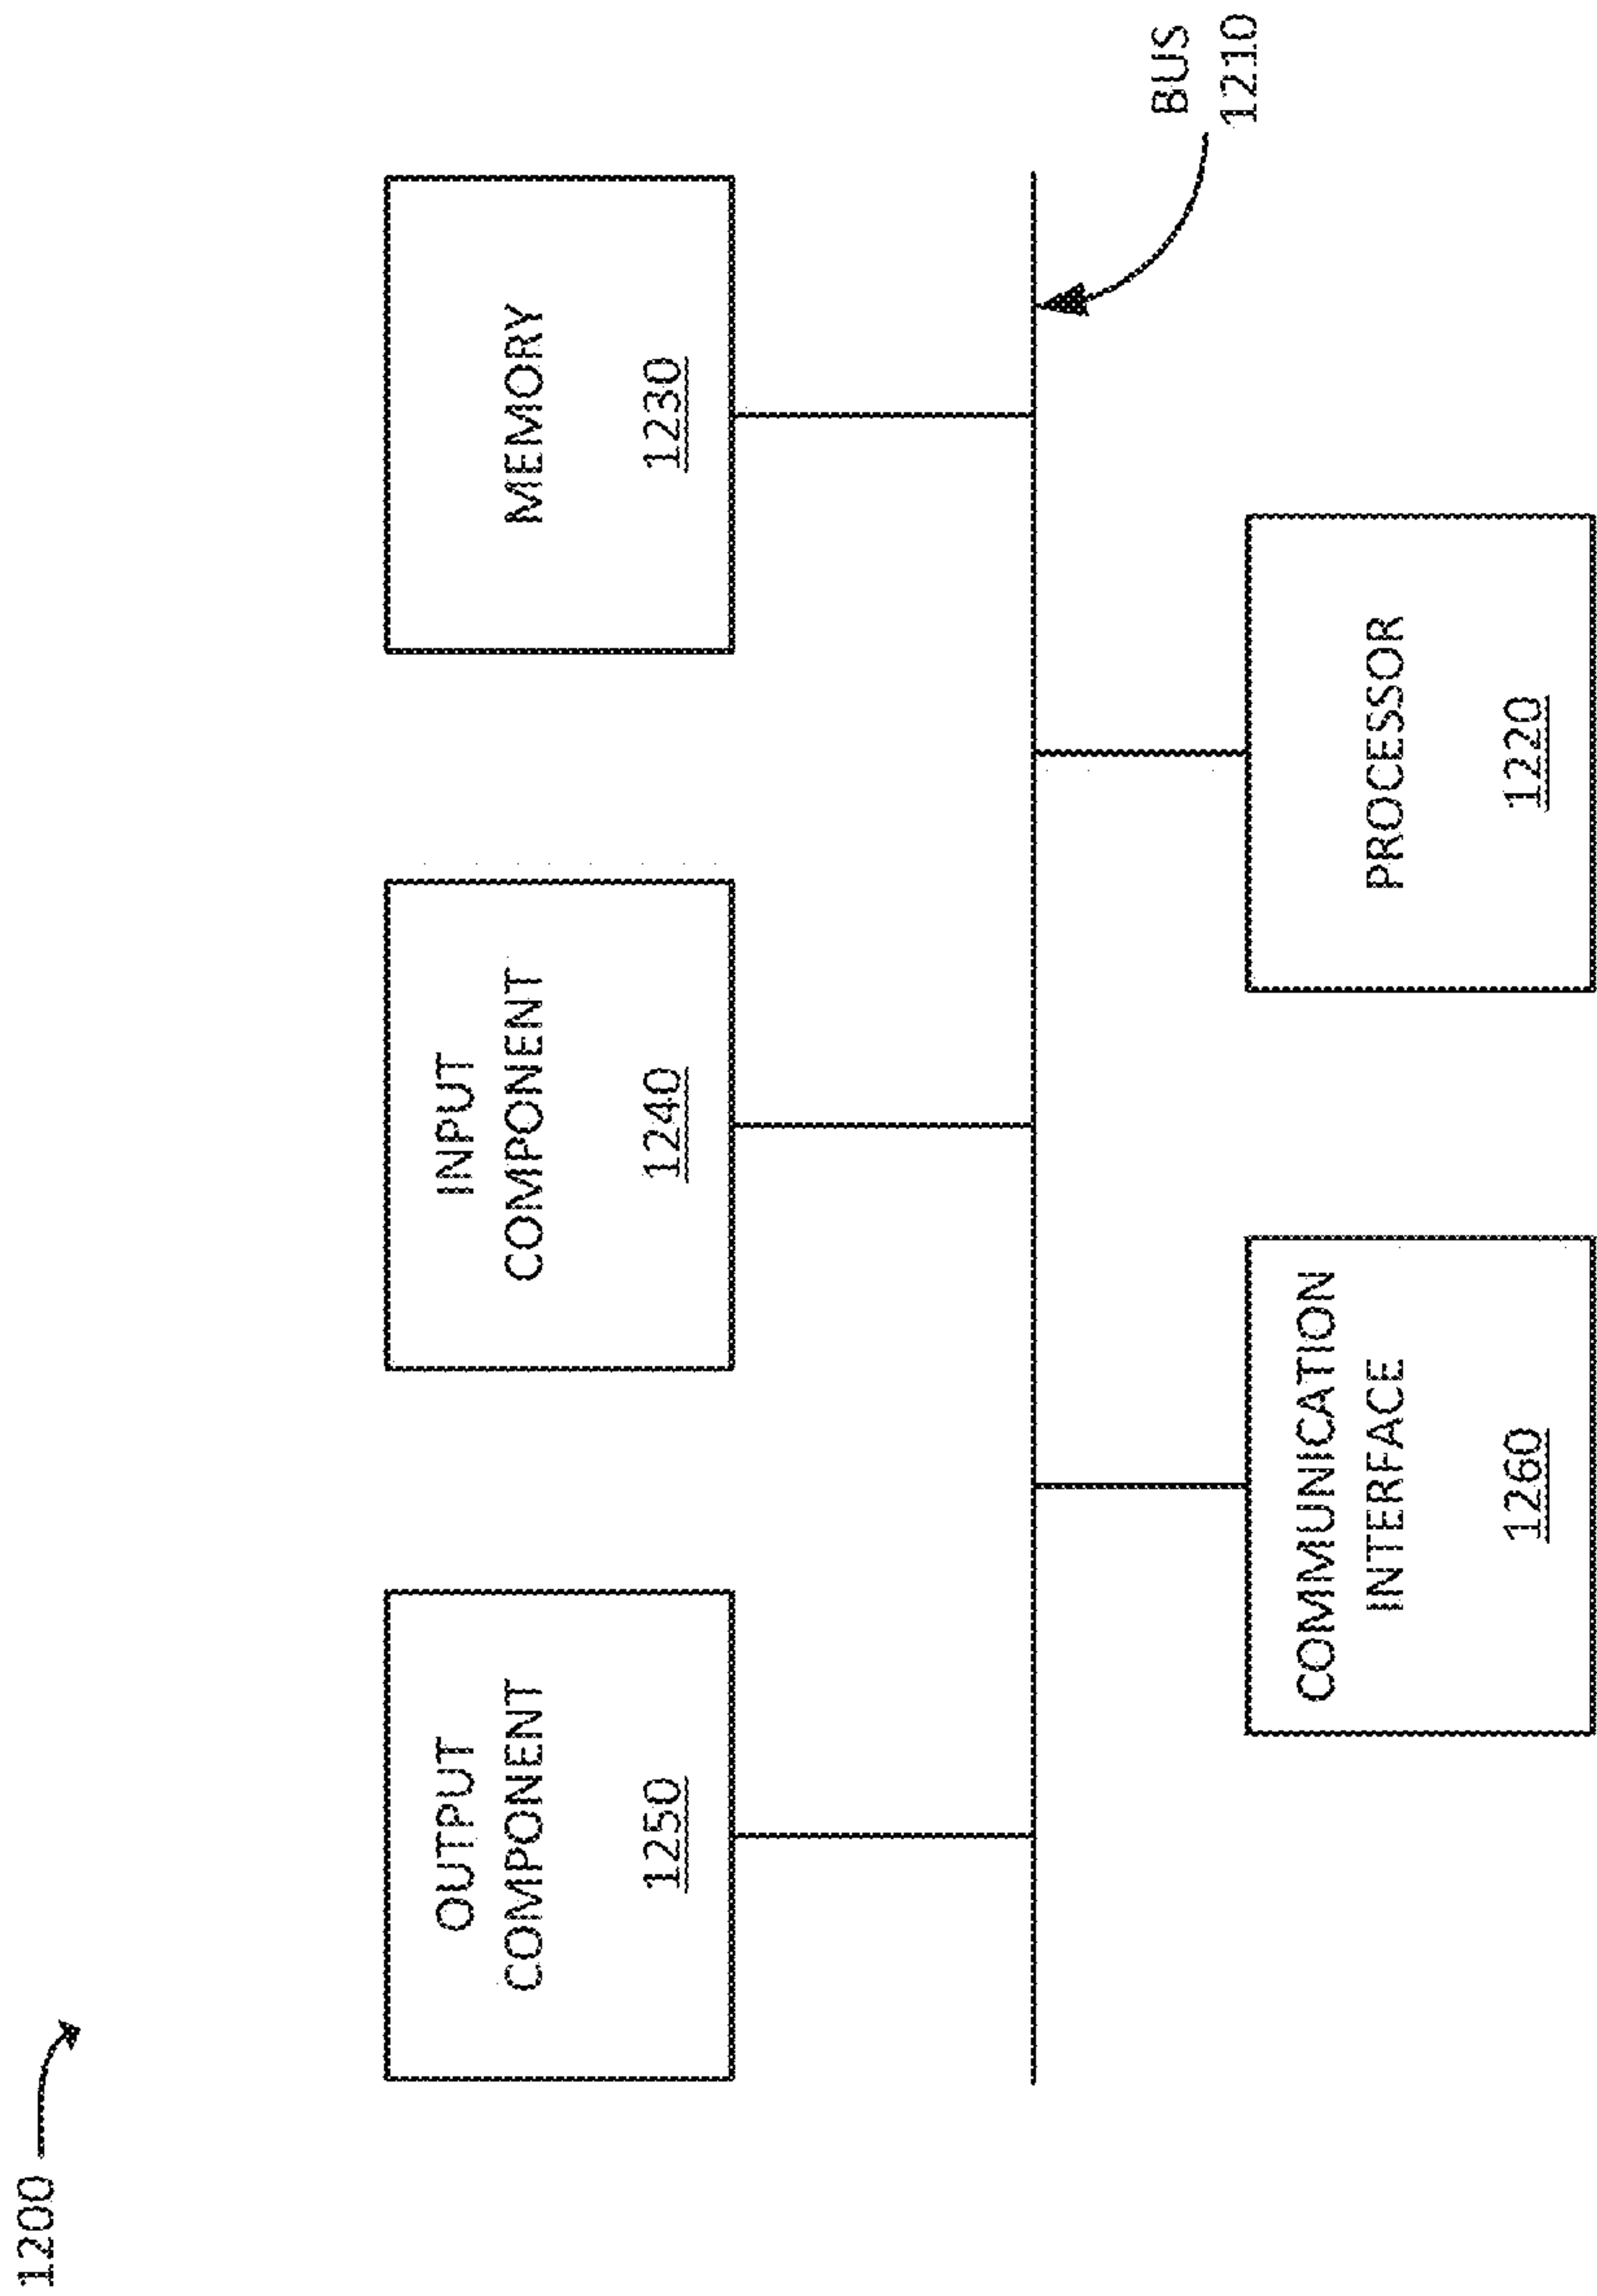 1200
OUTPUT
COMPONENT
1250
INPUT
COMPONENT
1240
MEMORY
1230
COMMUNICATION
INTERFACE
1260
PROCESSOR
1220
BUS
1210